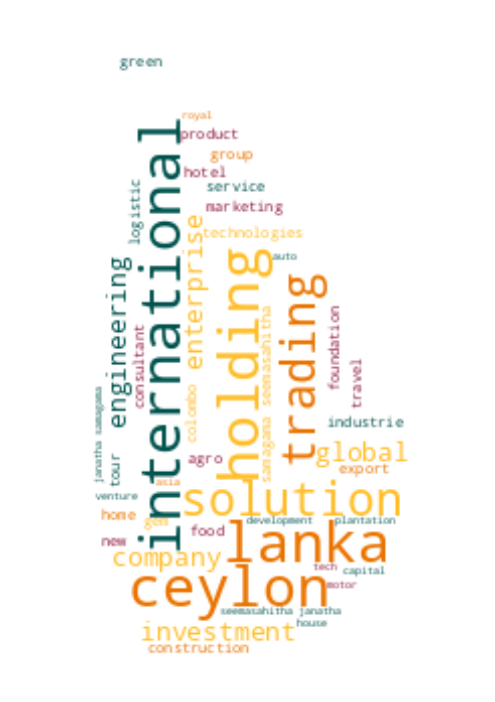 green
royal
product
group
hotel
service
logistic
marketing
international
technologies
enterprise
auto
holding
engineering
trading
consultant
samagama seemasahitha
foundation
travel
janatha samagama
colombo
industrie
tour
agro
global
export
asia
venture
solution
home
gem
development
plantation
food
new
lanka
company
tech
capital
ceylon
motor
seemasahitha janatha
house
investment
construction